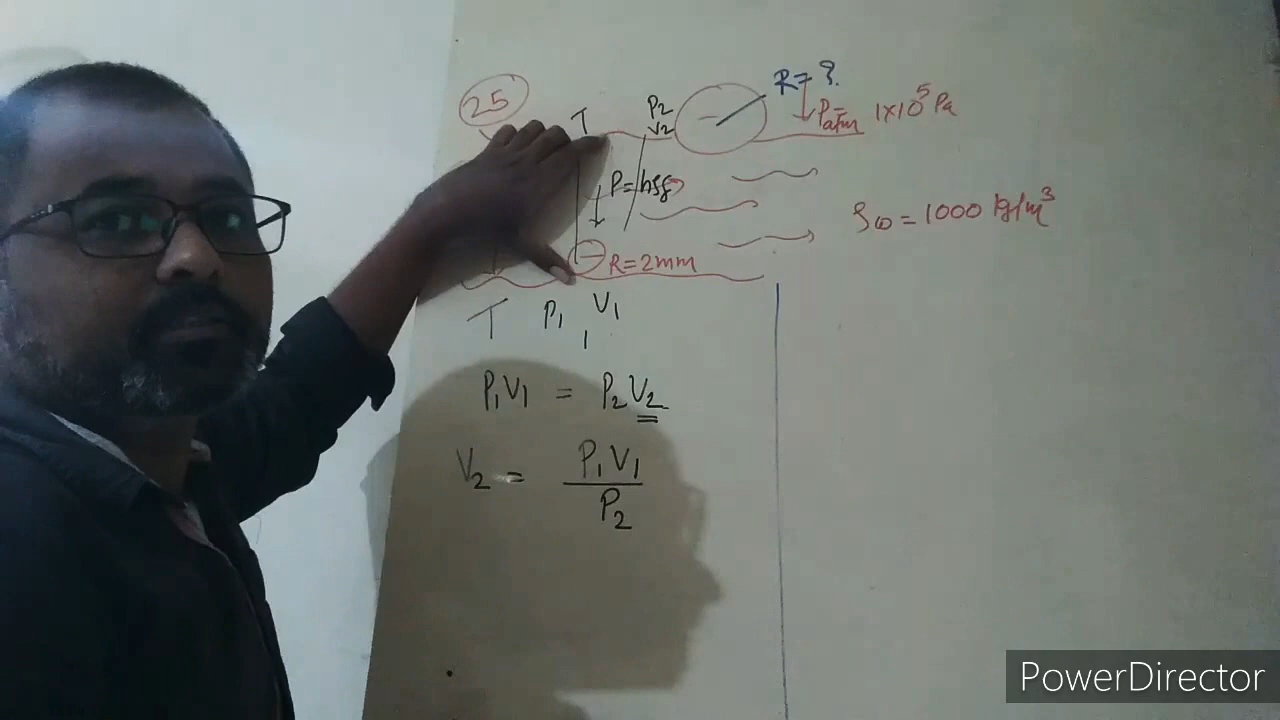 25
T
P2
V2
R=?
Patm = 1×10⁵ Pa
P=hρg
ρω = 1000 kg/m³
R=2mm
T P₁ V₁
P₁V₁ = P₂V₂
V₂ = P₁V₁
P₂
PowerDirector